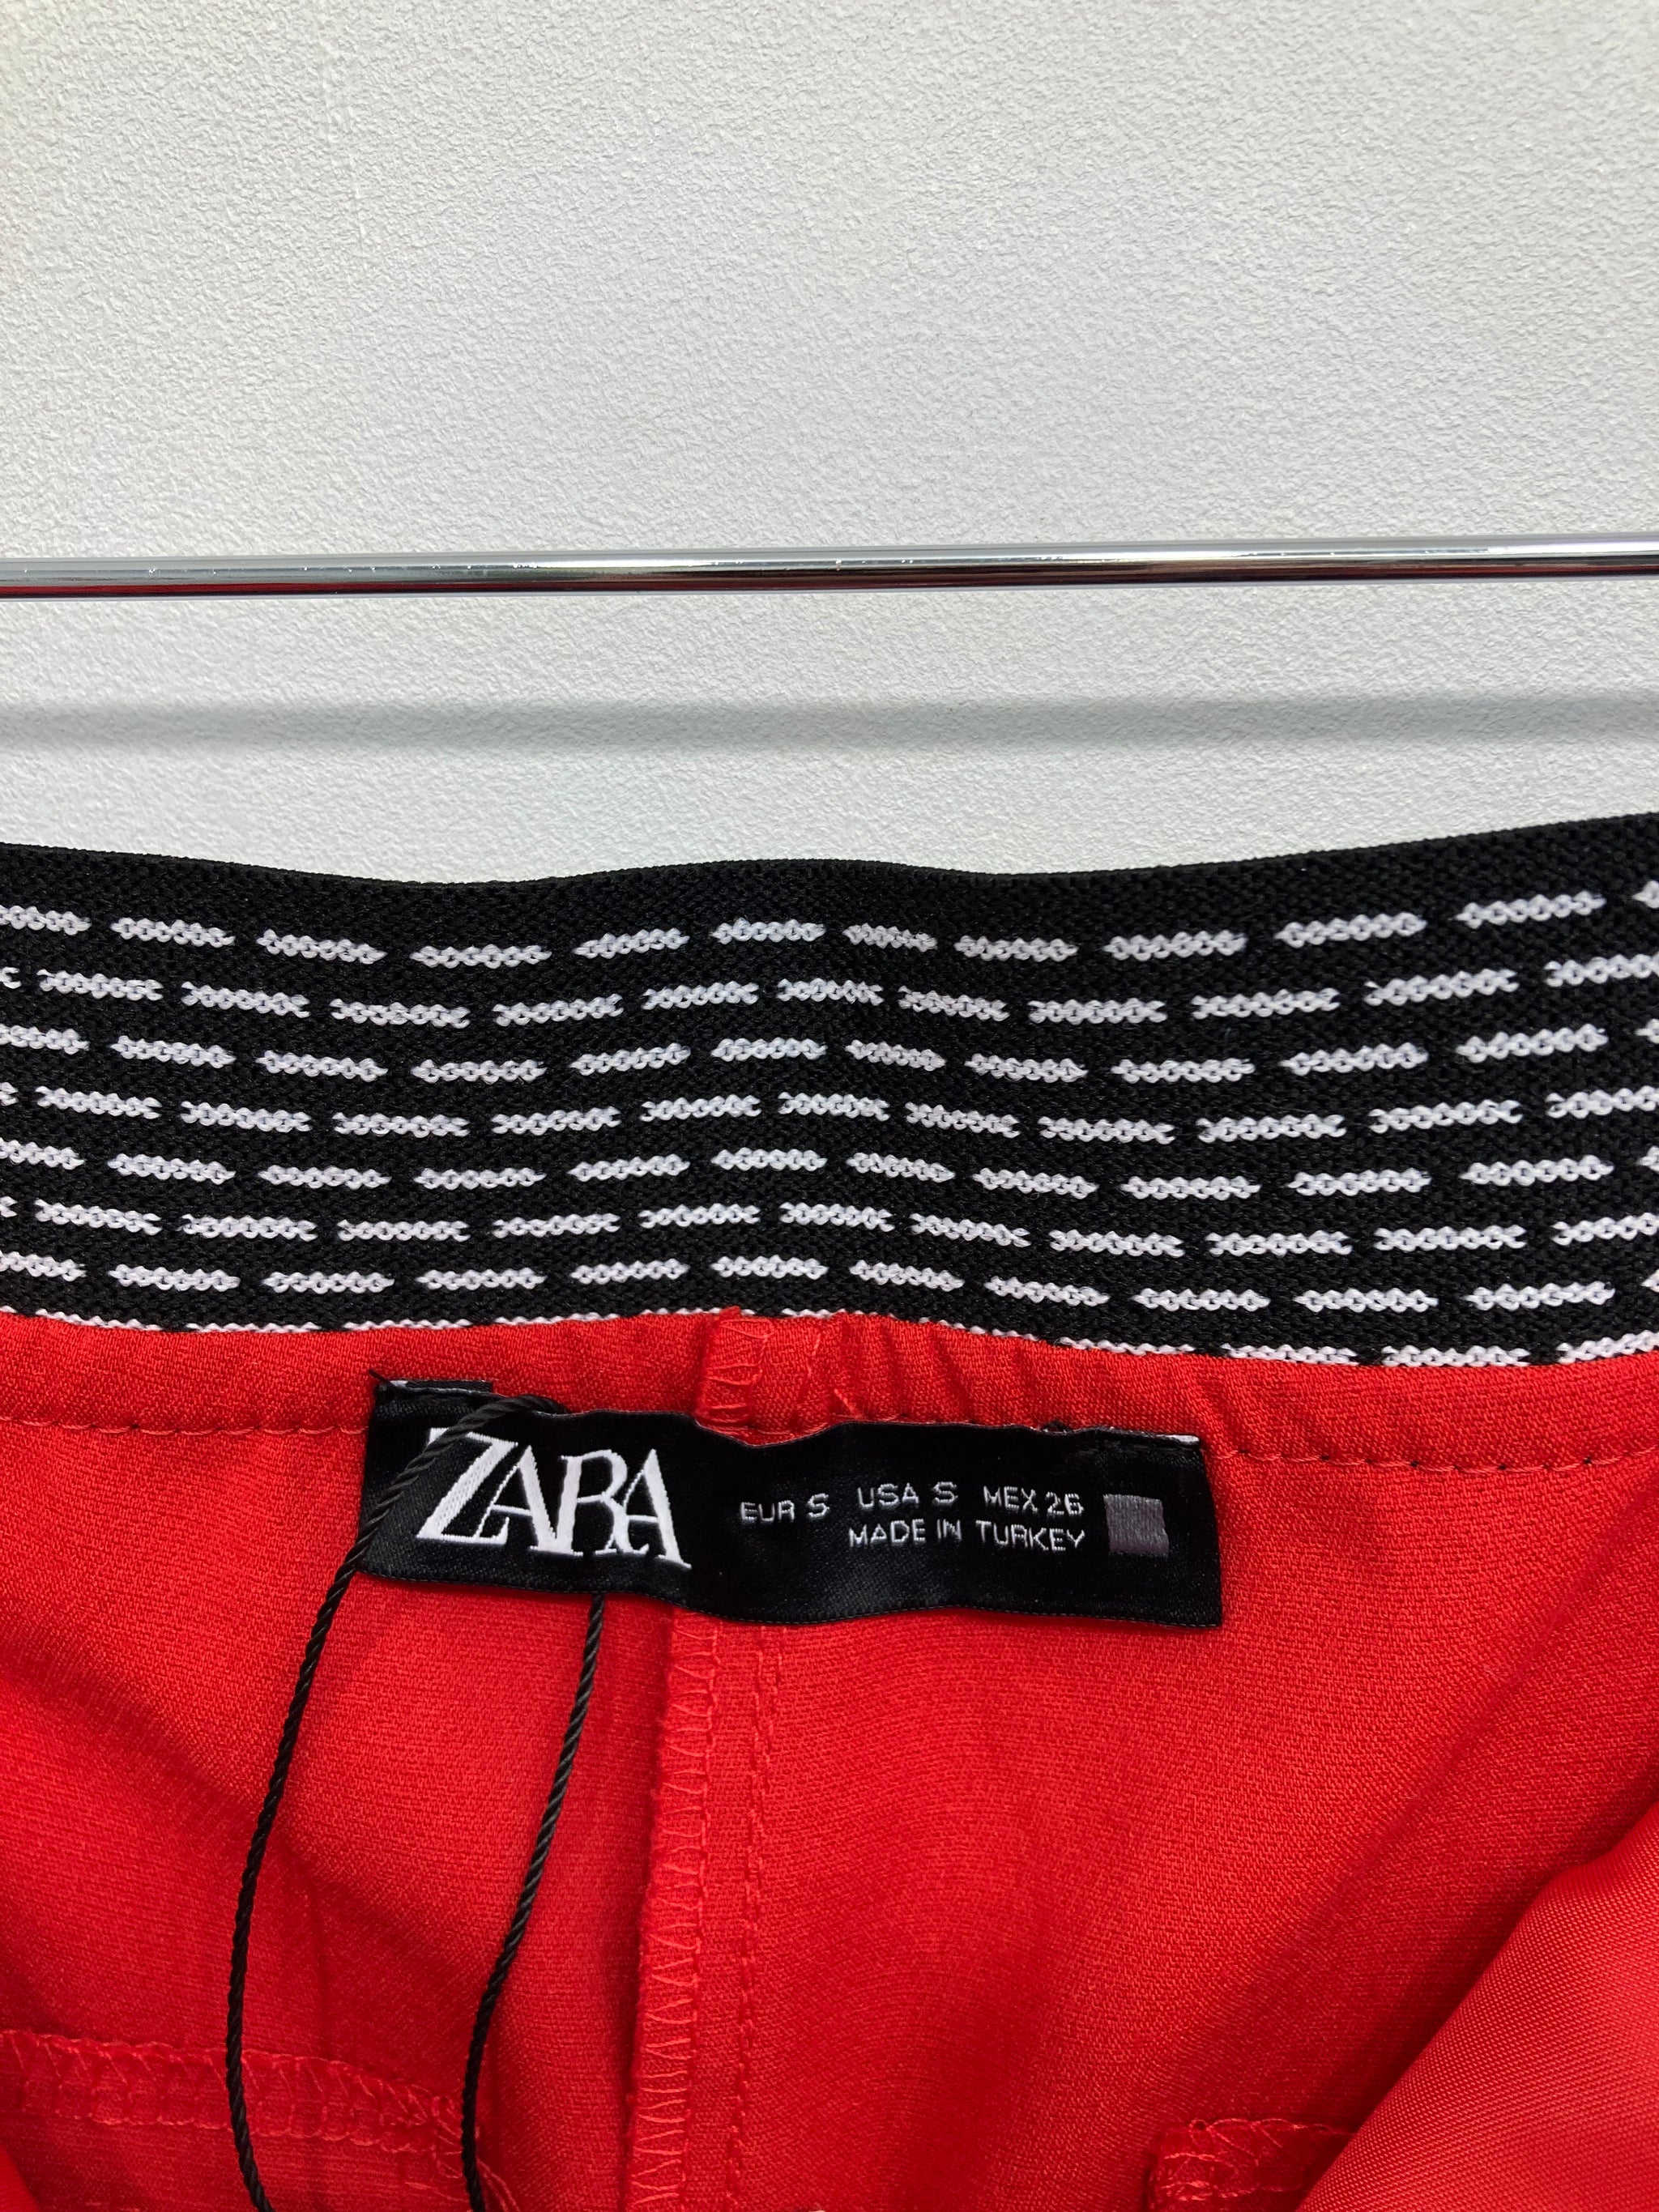 ZARA
EUR S USA S MEX 26
MADE IN TURKEY